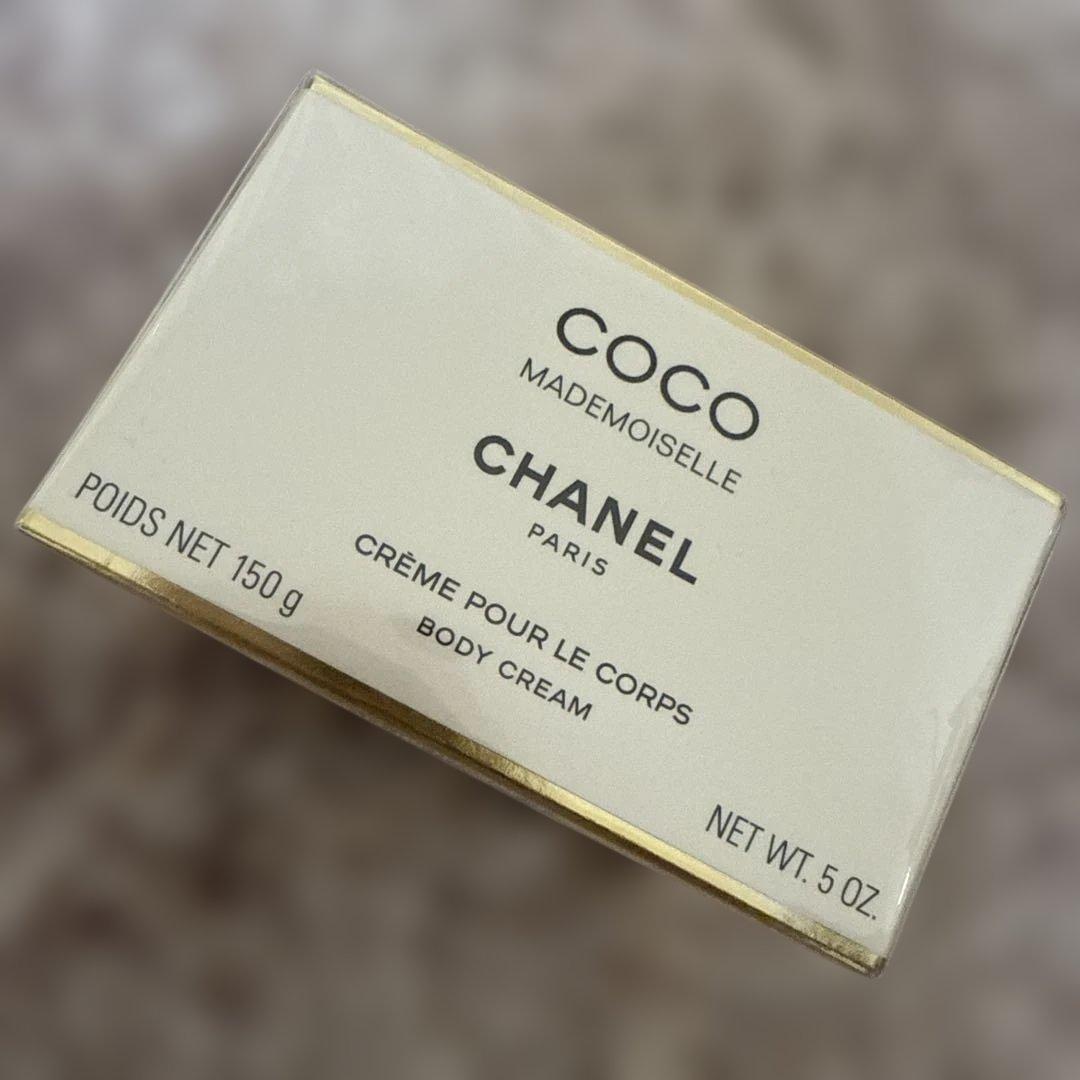 COCO
MADEMOISELLE
CHANEL
PARIS
CRÈME POUR LE CORPS
BODY CREAM
POIDS NET 150 g
NET WT. 5 OZ.